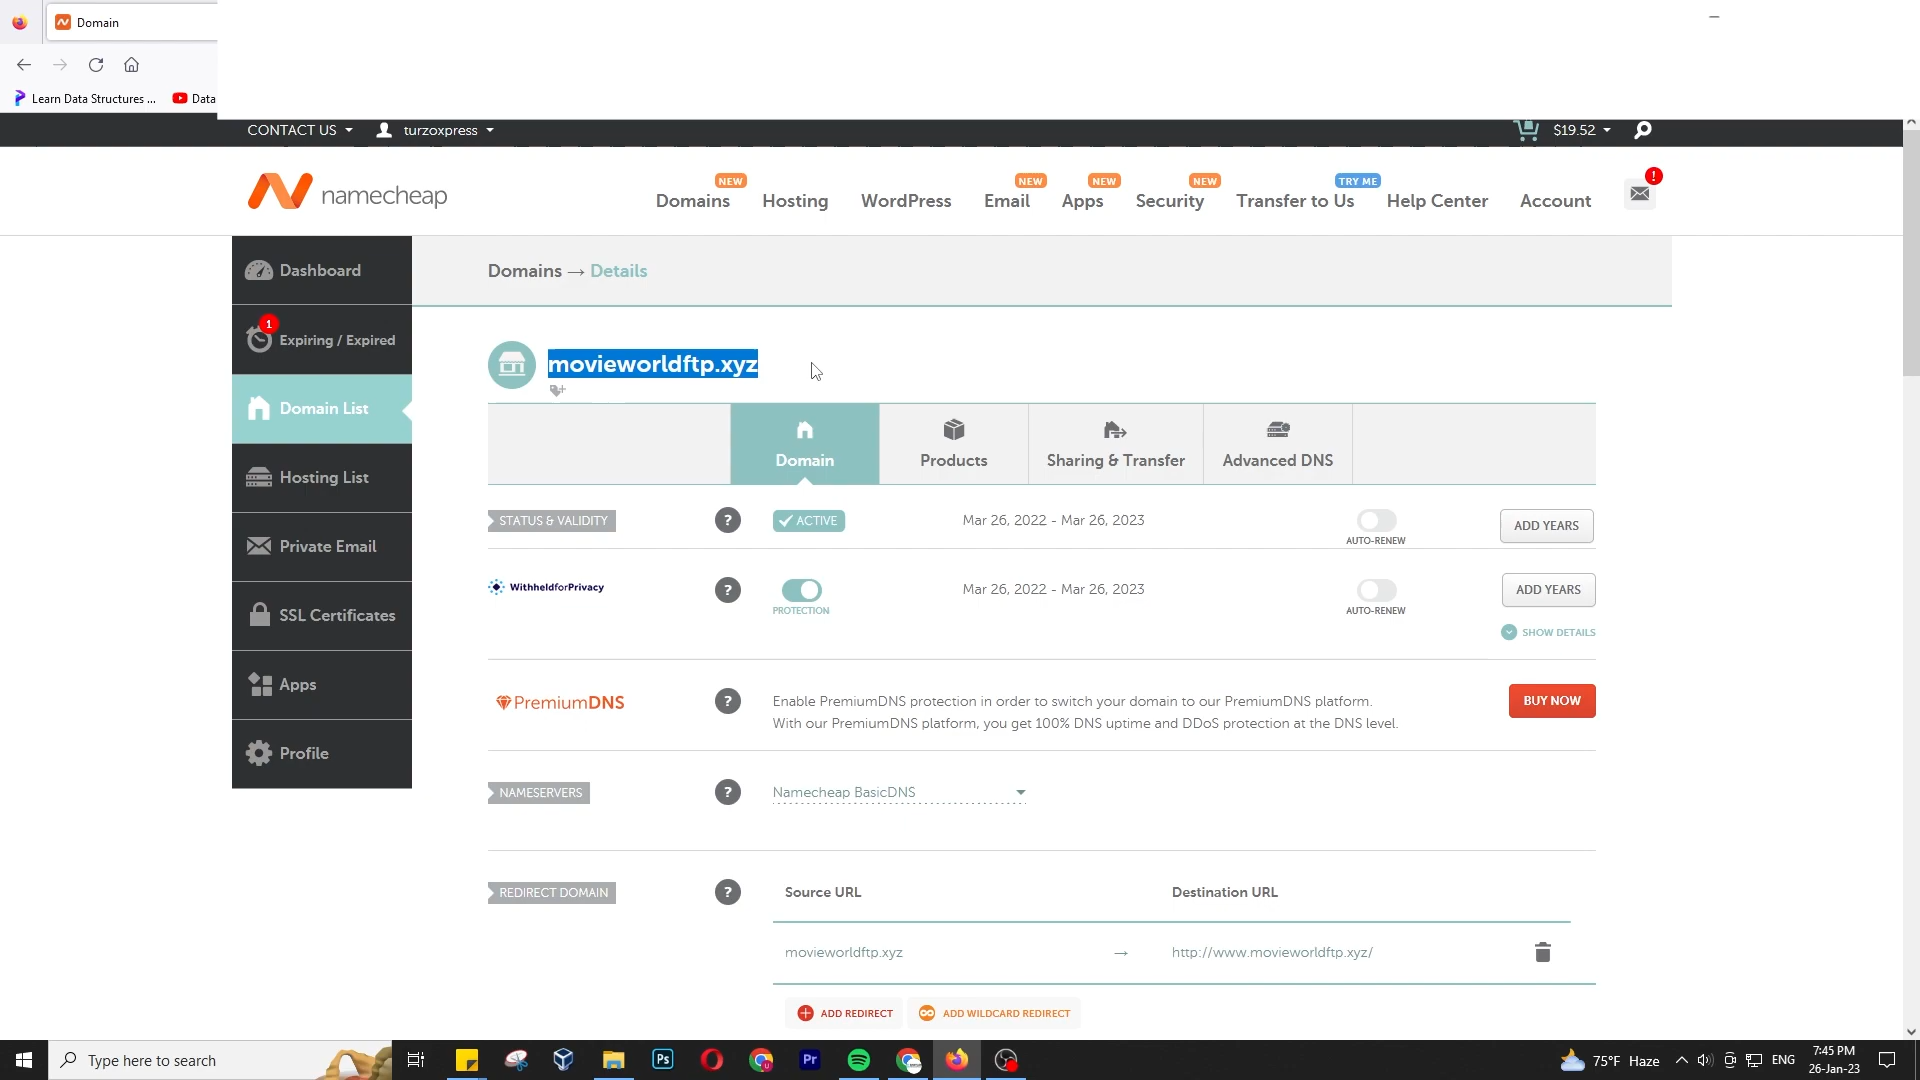 Domain
Learn Data Structures ...
Data
CONTACT US
turzoxpress
$19.52
namecheap
Domains
NEW
Hosting
WordPress
Email
NEW
Apps
NEW
Security
NEW
Transfer to Us
TRY ME
Help Center
Account
!
Dashboard
1
Expiring / Expired
Domain List
Hosting List
Private Email
SSL Certificates
Apps
Profile
Domains → Details
movieworldftp.xyz
Domain
Products
Sharing & Transfer
Advanced DNS
STATUS & VALIDITY
?
ACTIVE
Mar 26, 2022 - Mar 26, 2023
AUTO-RENEW
ADD YEARS
WithheldforPrivacy
?
PROTECTION
Mar 26, 2022 - Mar 26, 2023
AUTO-RENEW
ADD YEARS
SHOW DETAILS
PremiumDNS
?
Enable PremiumDNS protection in order to switch your domain to our PremiumDNS platform.
With our PremiumDNS platform, you get 100% DNS uptime and DDoS protection at the DNS level.
BUY NOW
NAMESERVERS
?
Namecheap BasicDNS
REDIRECT DOMAIN
?
Source URL
Destination URL
movieworldftp.xyz
→
http://www.movieworldftp.xyz/
ADD REDIRECT
ADD WILDCARD REDIRECT
Type here to search
Ps
Pr
75°F Haze
ENG
7:45 PM
26-Jan-23